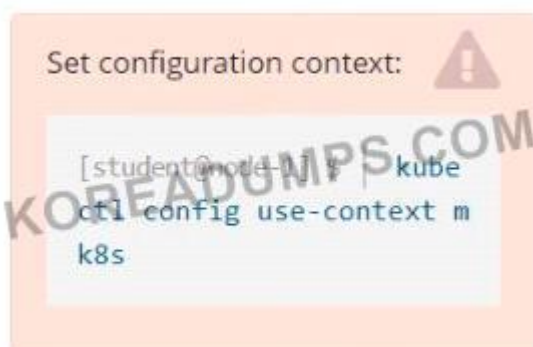 Set configuration context:
[student@node-1] $ | kube
ctl config use-context m
k8s
KOREADUMPS.COM